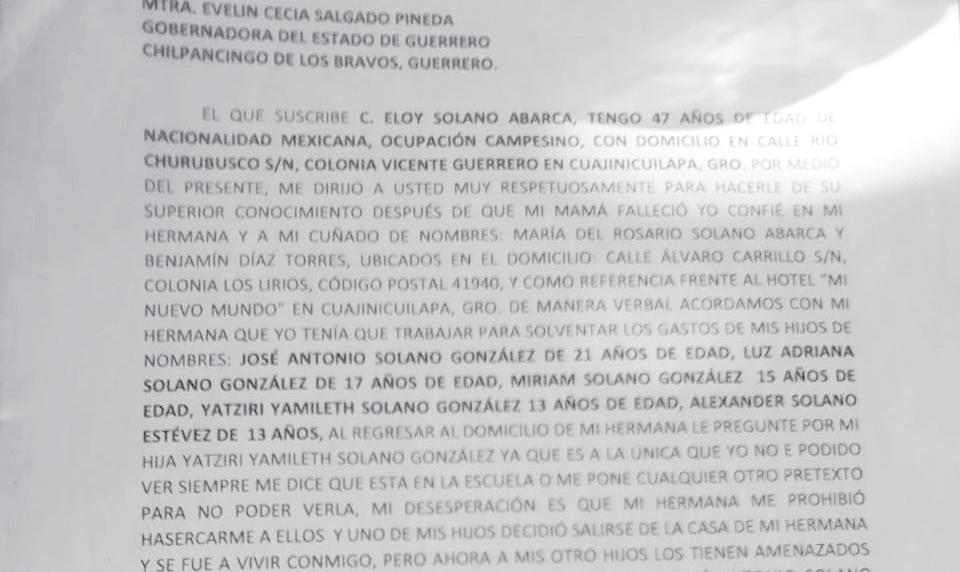 MTRA. EVELIN CECIA SALGADO PINEDA
GOBERNADORA DEL ESTADO DE GUERRERO
CHILPANCINGO DE LOS BRAVOS, GUERRERO.
EL QUE SUSCRIBE C. ELOY SOLANO ABARCA, TENGO 47 AÑOS DE EDAD DE
NACIONALIDAD MEXICANA, OCUPACIÓN CAMPESINO, CON DOMICILIO EN CALLE RIO
CHURUBUSCO S/N, COLONIA VICENTE GUERRERO EN CUAJINICUILAPA, GRO. POR MEDIO
DEL PRESENTE, ME DIRIJO A USTED MUY RESPETUOSAMENTE PARA HACERLE DE SU
SUPERIOR CONOCIMIENTO DESPUÉS DE QUE MI MAMÁ FALLECIÓ YO CONFIÉ EN MI
HERMANA Y A MI CUÑADO DE NOMBRES: MARÍA DEL ROSARIO SOLANO ABARCA Y
BENJAMÍN DÍAZ TORRES, UBICADOS EN EL DOMICILIO: CALLE ÁLVARO CARRILLO S/N,
COLONIA LOS LIRIOS, CÓDIGO POSTAL 41940, Y COMO REFERENCIA FRENTE AL HOTEL "MI
NUEVO MUNDO" EN CUAJINICUILAPA, GRO. DE MANERA VERBAL ACORDAMOS CON MI
HERMANA QUE YO TENÍA QUE TRABAJAR PARA SOLVENTAR LOS GASTOS DE MIS HIJOS DE
NOMBRES: JOSÉ ANTONIO SOLANO GONZÁLEZ DE 21 AÑOS DE EDAD, LUZ ADRIANA
SOLANO GONZÁLEZ DE 17 AÑOS DE EDAD, MIRIAM SOLANO GONZÁLEZ 15 AÑOS DE
EDAD, YATZIRI YAMILETH SOLANO GONZÁLEZ 13 AÑOS DE EDAD, ALEXANDER SOLANO
ESTÉVEZ DE 13 AÑOS, AL REGRESAR AL DOMICILIO DE MI HERMANA LE PREGUNTE POR MI
HIJA YATZIRI YAMILETH SOLANO GONZÁLEZ YA QUE ES A LA ÚNICA QUE YO NO E PODIDO
VER SIEMPRE ME DICE QUE ESTA EN LA ESCUELA O ME PONE CUALQUIER OTRO PRETEXTO
PARA NO PODER VERLA, MI DESESPERACIÓN ES QUE MI HERMANA ME PROHIBIÓ
HASERCARME A ELLOS Y UNO DE MIS HIJOS DECIDIÓ SALIRSE DE LA CASA DE MI HERMANA
Y SE FUE A VIVIR CONMIGO, PERO AHORA A MIS OTRO HIJOS LOS TIENEN AMENAZADOS